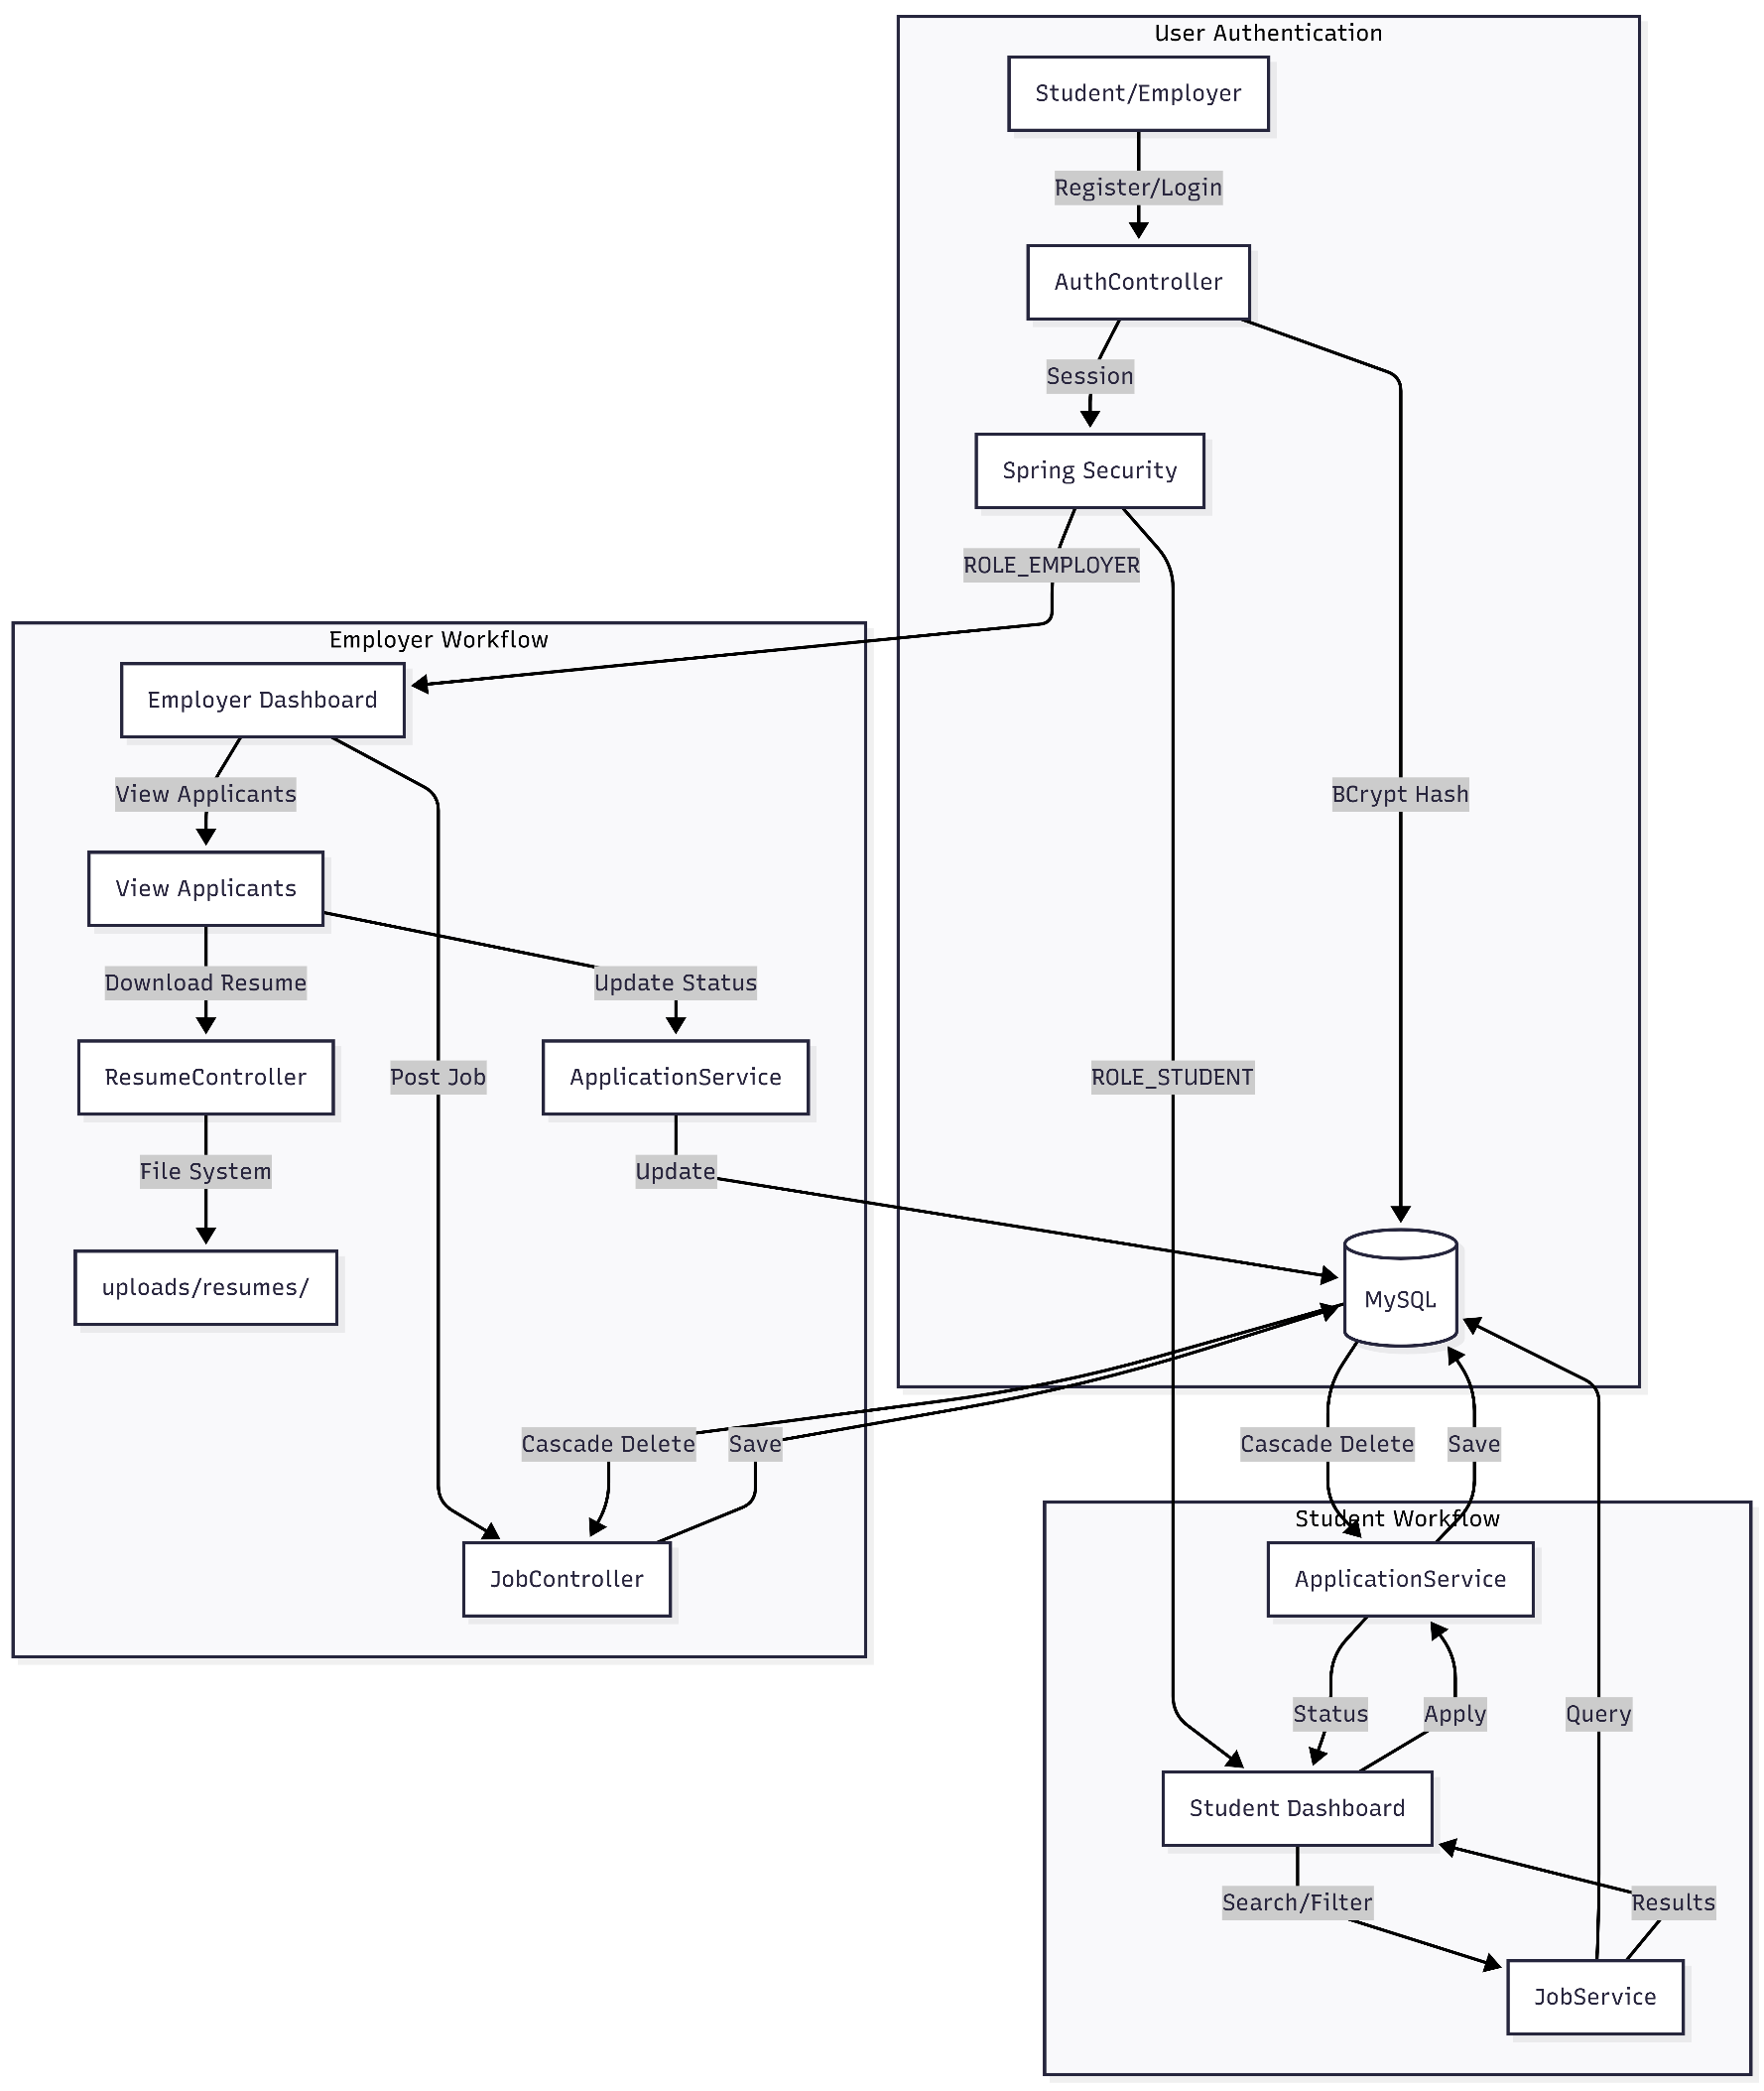 User Authentication
Student/Employer
Register/Login
AuthController
Session
Spring Security
ROLE_EMPLOYER
BCrypt Hash
ROLE_STUDENT
MySQL
Employer Workflow
Employer Dashboard
View Applicants
View Applicants
Download Resume
Update Status
ResumeController
Post Job
ApplicationService
File System
Update
uploads/resumes/
Cascade Delete
Save
JobController
Cascade Delete
Save
Student Workflow
ApplicationService
Status
Apply
Query
Student Dashboard
Search/Filter
Results
JobService